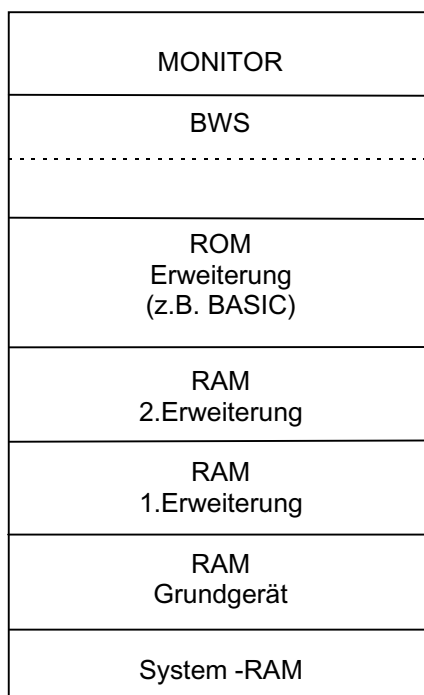 MONITOR
BWS
ROM
Erweiterung
(z.B. BASIC)
RAM
2.Erweiterung
RAM
1.Erweiterung
RAM
Grundgerät
System -RAM